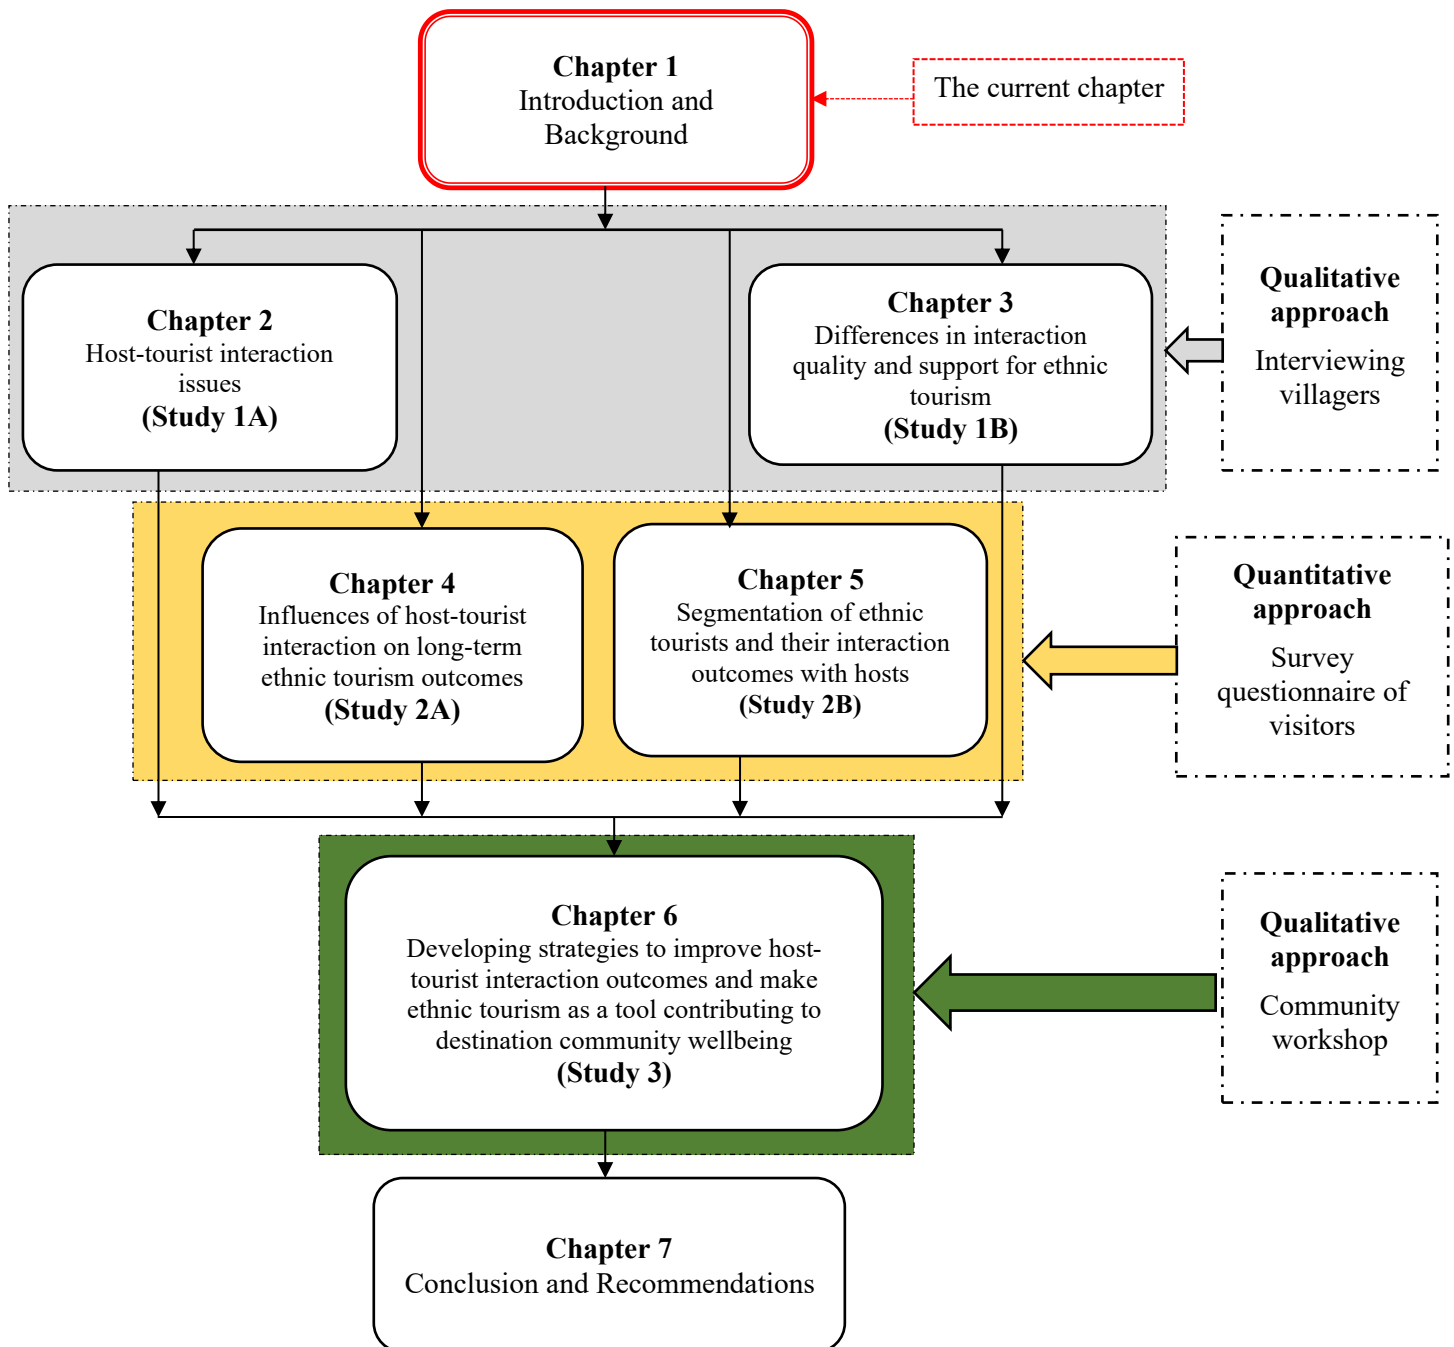 Chapter 1
Introduction and
Background
The current chapter
Chapter 2
Host-tourist interaction
issues
(Study 1A)
Chapter 3
Differences in interaction
quality and support for ethnic
tourism
(Study 1B)
Qualitative
approach
Interviewing
villagers
Chapter 4
Influences of host-tourist
interaction on long-term
ethnic tourism outcomes
(Study 2A)
Chapter 5
Segmentation of ethnic
tourists and their interaction
outcomes with hosts
(Study 2B)
Quantitative
approach
Survey
questionnaire of
visitors
Chapter 6
Developing strategies to improve host-
tourist interaction outcomes and make
ethnic tourism as a tool contributing to
destination community wellbeing
(Study 3)
Qualitative
approach
Community
workshop
Chapter 7
Conclusion and Recommendations